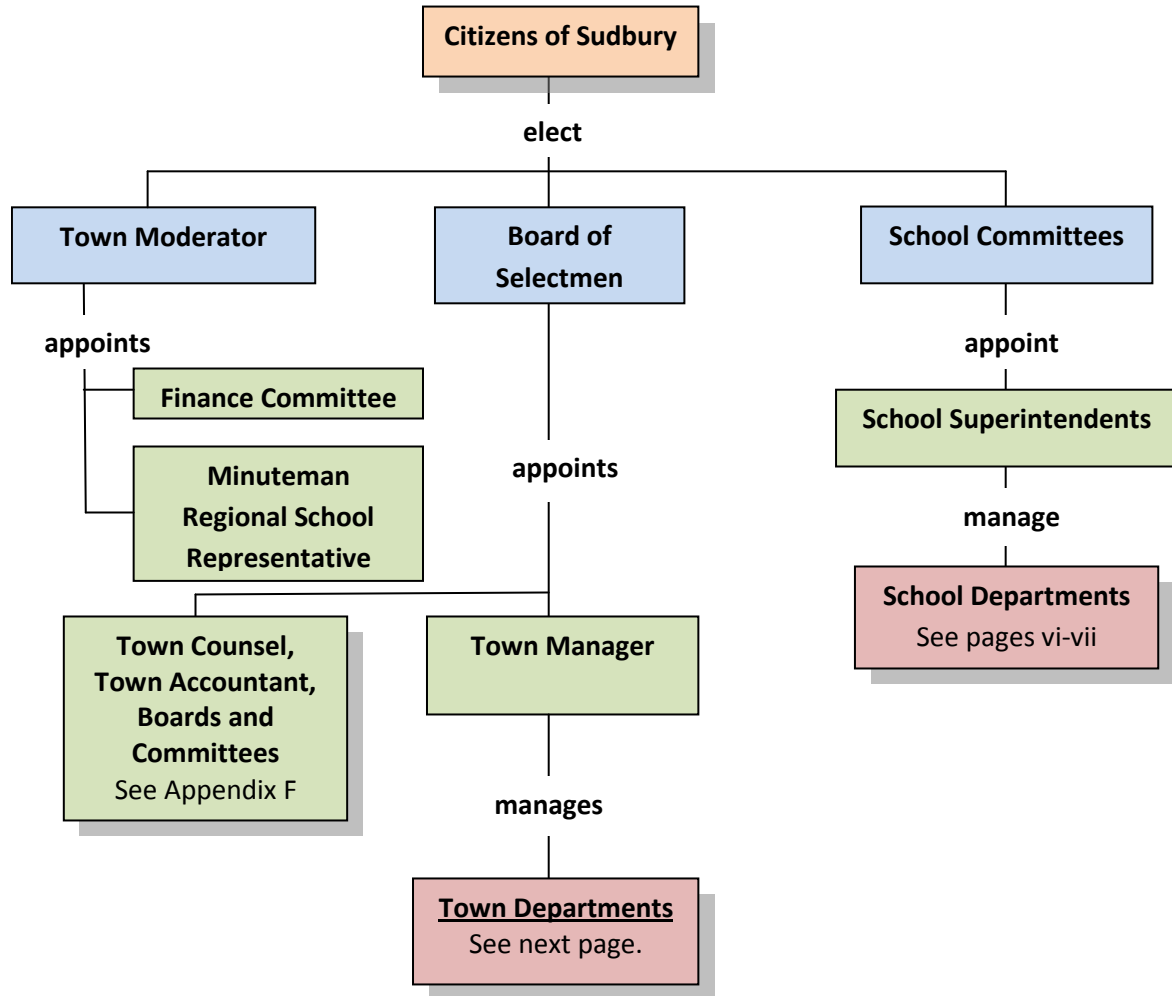 Citizens of Sudbury
elect
Town Moderator
Board of
Selectmen
School Committees
appoints
appoint
Finance Committee
School Superintendents
Minuteman
Regional School
Representative
appoints
manage
School Departments
See pages vi-vii
Town Counsel,
Town Accountant,
Boards and
Committees
See Appendix F
Town Manager
manages
Town Departments
See next page.